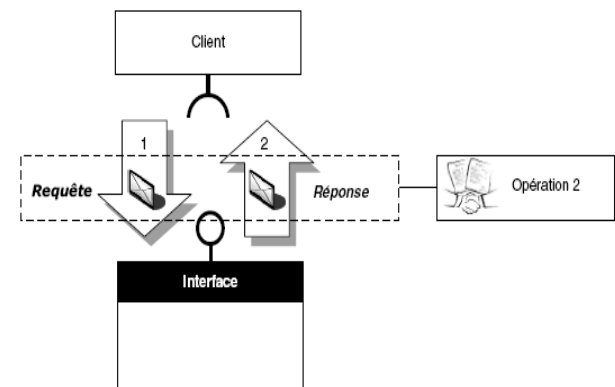 Client
1
2
Requête
Réponse
Opération 2
Interface